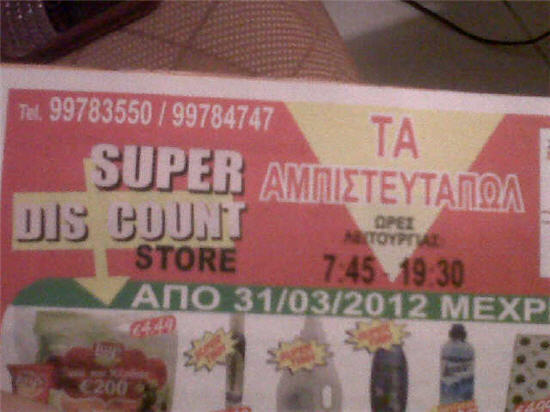 Tel. 99783550 / 99784747
SUPER
DIS COUNT
STORE
ΤΑ
ΑΜΠΙΣΤΕΥΤΑΠΩΛ
ΩΡΕΣ
ΛΕΙΤΟΥΡΓΙΑΣ:
7:45 - 19:30
ΑΠΟ 31/03/2012 ΜΕΧΡ
€200